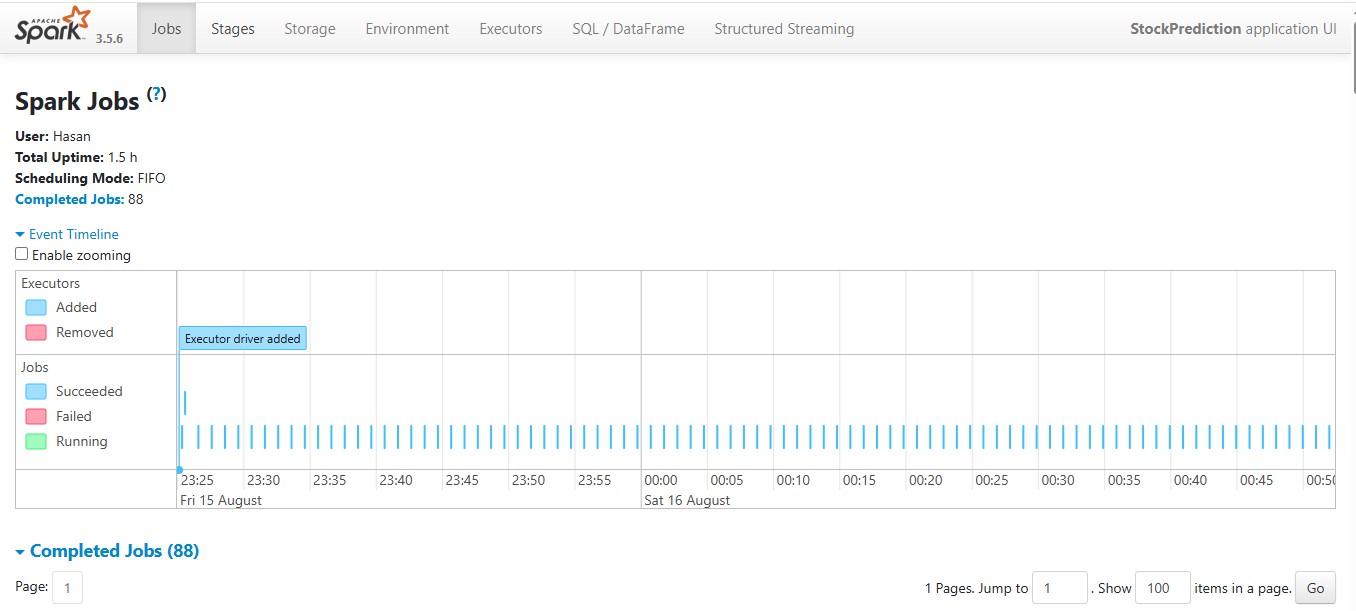 APACHE
Spark 3.5.6 Jobs Stages Storage Environment Executors SQL / DataFrame Structured Streaming StockPrediction application UI
Spark Jobs (?)
User: Hasan
Total Uptime: 1.5 h
Scheduling Mode: FIFO
Completed Jobs: 88
Event Timeline
Enable zooming
Executors
Added
Removed
Executor driver added
Jobs
Succeeded
Failed
Running
23:25 23:30 23:35 23:40 23:45 23:50 23:55 00:00 00:05 00:10 00:15 00:20 00:25 00:30 00:35 00:40 00:45 00:50
Fri 15 August Sat 16 August
Completed Jobs (88)
Page: 1 1 Pages. Jump to 1 . Show 100 items in a page. Go